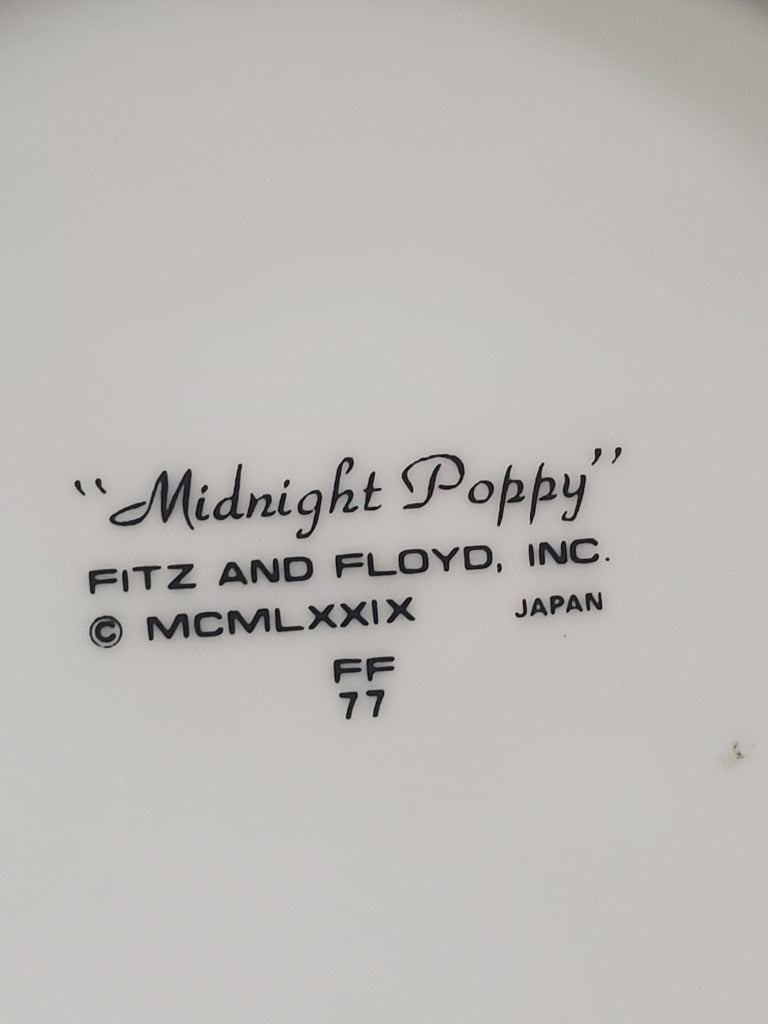 “Midnight Poppy”
FITZ AND FLOYD, INC.
© MCMLXXIX JAPAN
FF
77